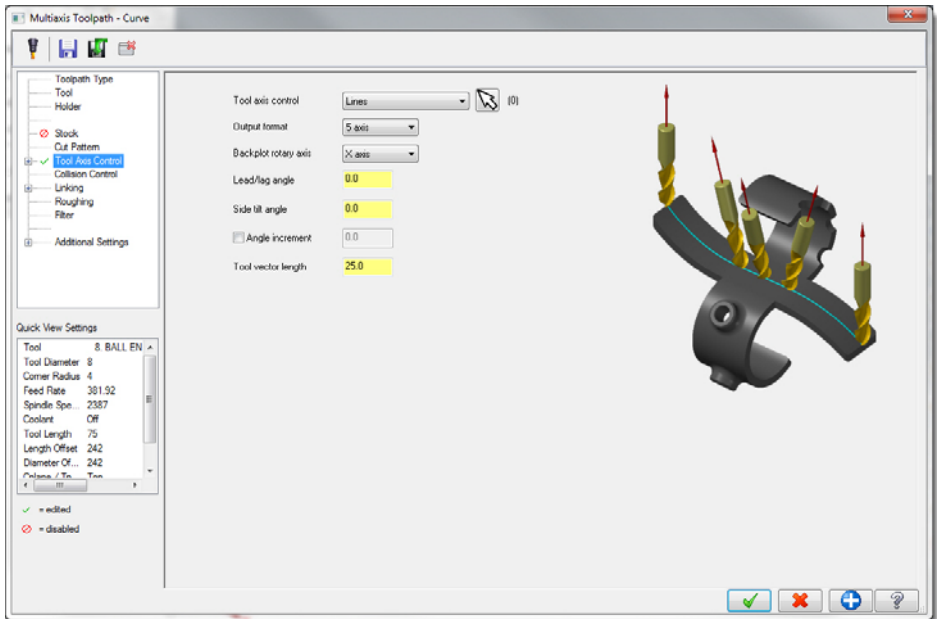 Multiaxis Toolpath - Curve
Toolpath Type
Tool
Holder
Stock
Cut Pattern
Tool Axis Control
Collision Control
Linking
Roughing
Filter
Additional Settings
Tool axis control Lines (0)
Output format 5 axis
Backplot rotary axis X axis
Lead/lag angle 0.0
Side tilt angle 0.0
Angle increment 0.0
Tool vector length 25.0
Quick View Settings
Tool 8. BALL EN
Tool Diameter 8
Corner Radius 4
Feed Rate 381.92
Spindle Spe... 2387
Coolant Off
Tool Length 75
Length Offset 242
Diameter Of... 242
= edited
= disabled